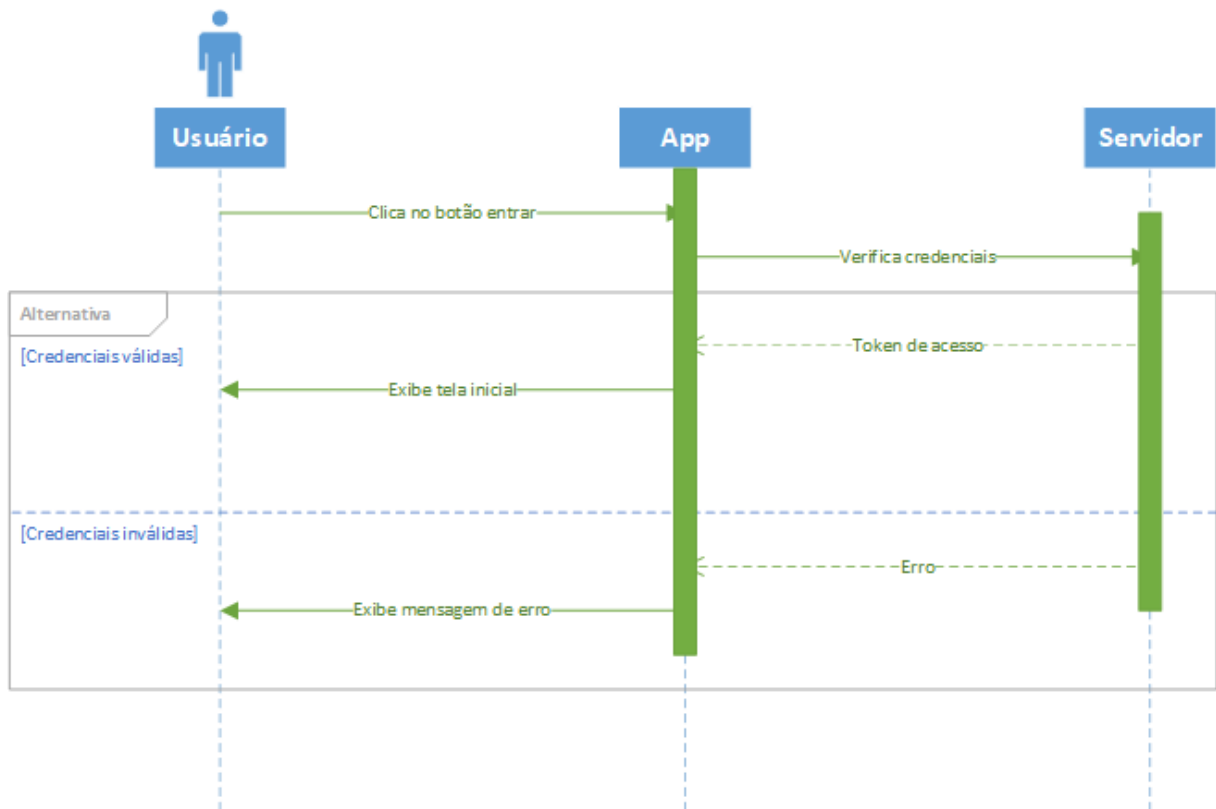 Usuário
App
Servidor
Clica no botão entrar
Verifica credenciais
Alternativa
[Credenciais válidas]
Token de acesso
Exibe tela inicial
[Credenciais inválidas]
Erro
Exibe mensagem de erro